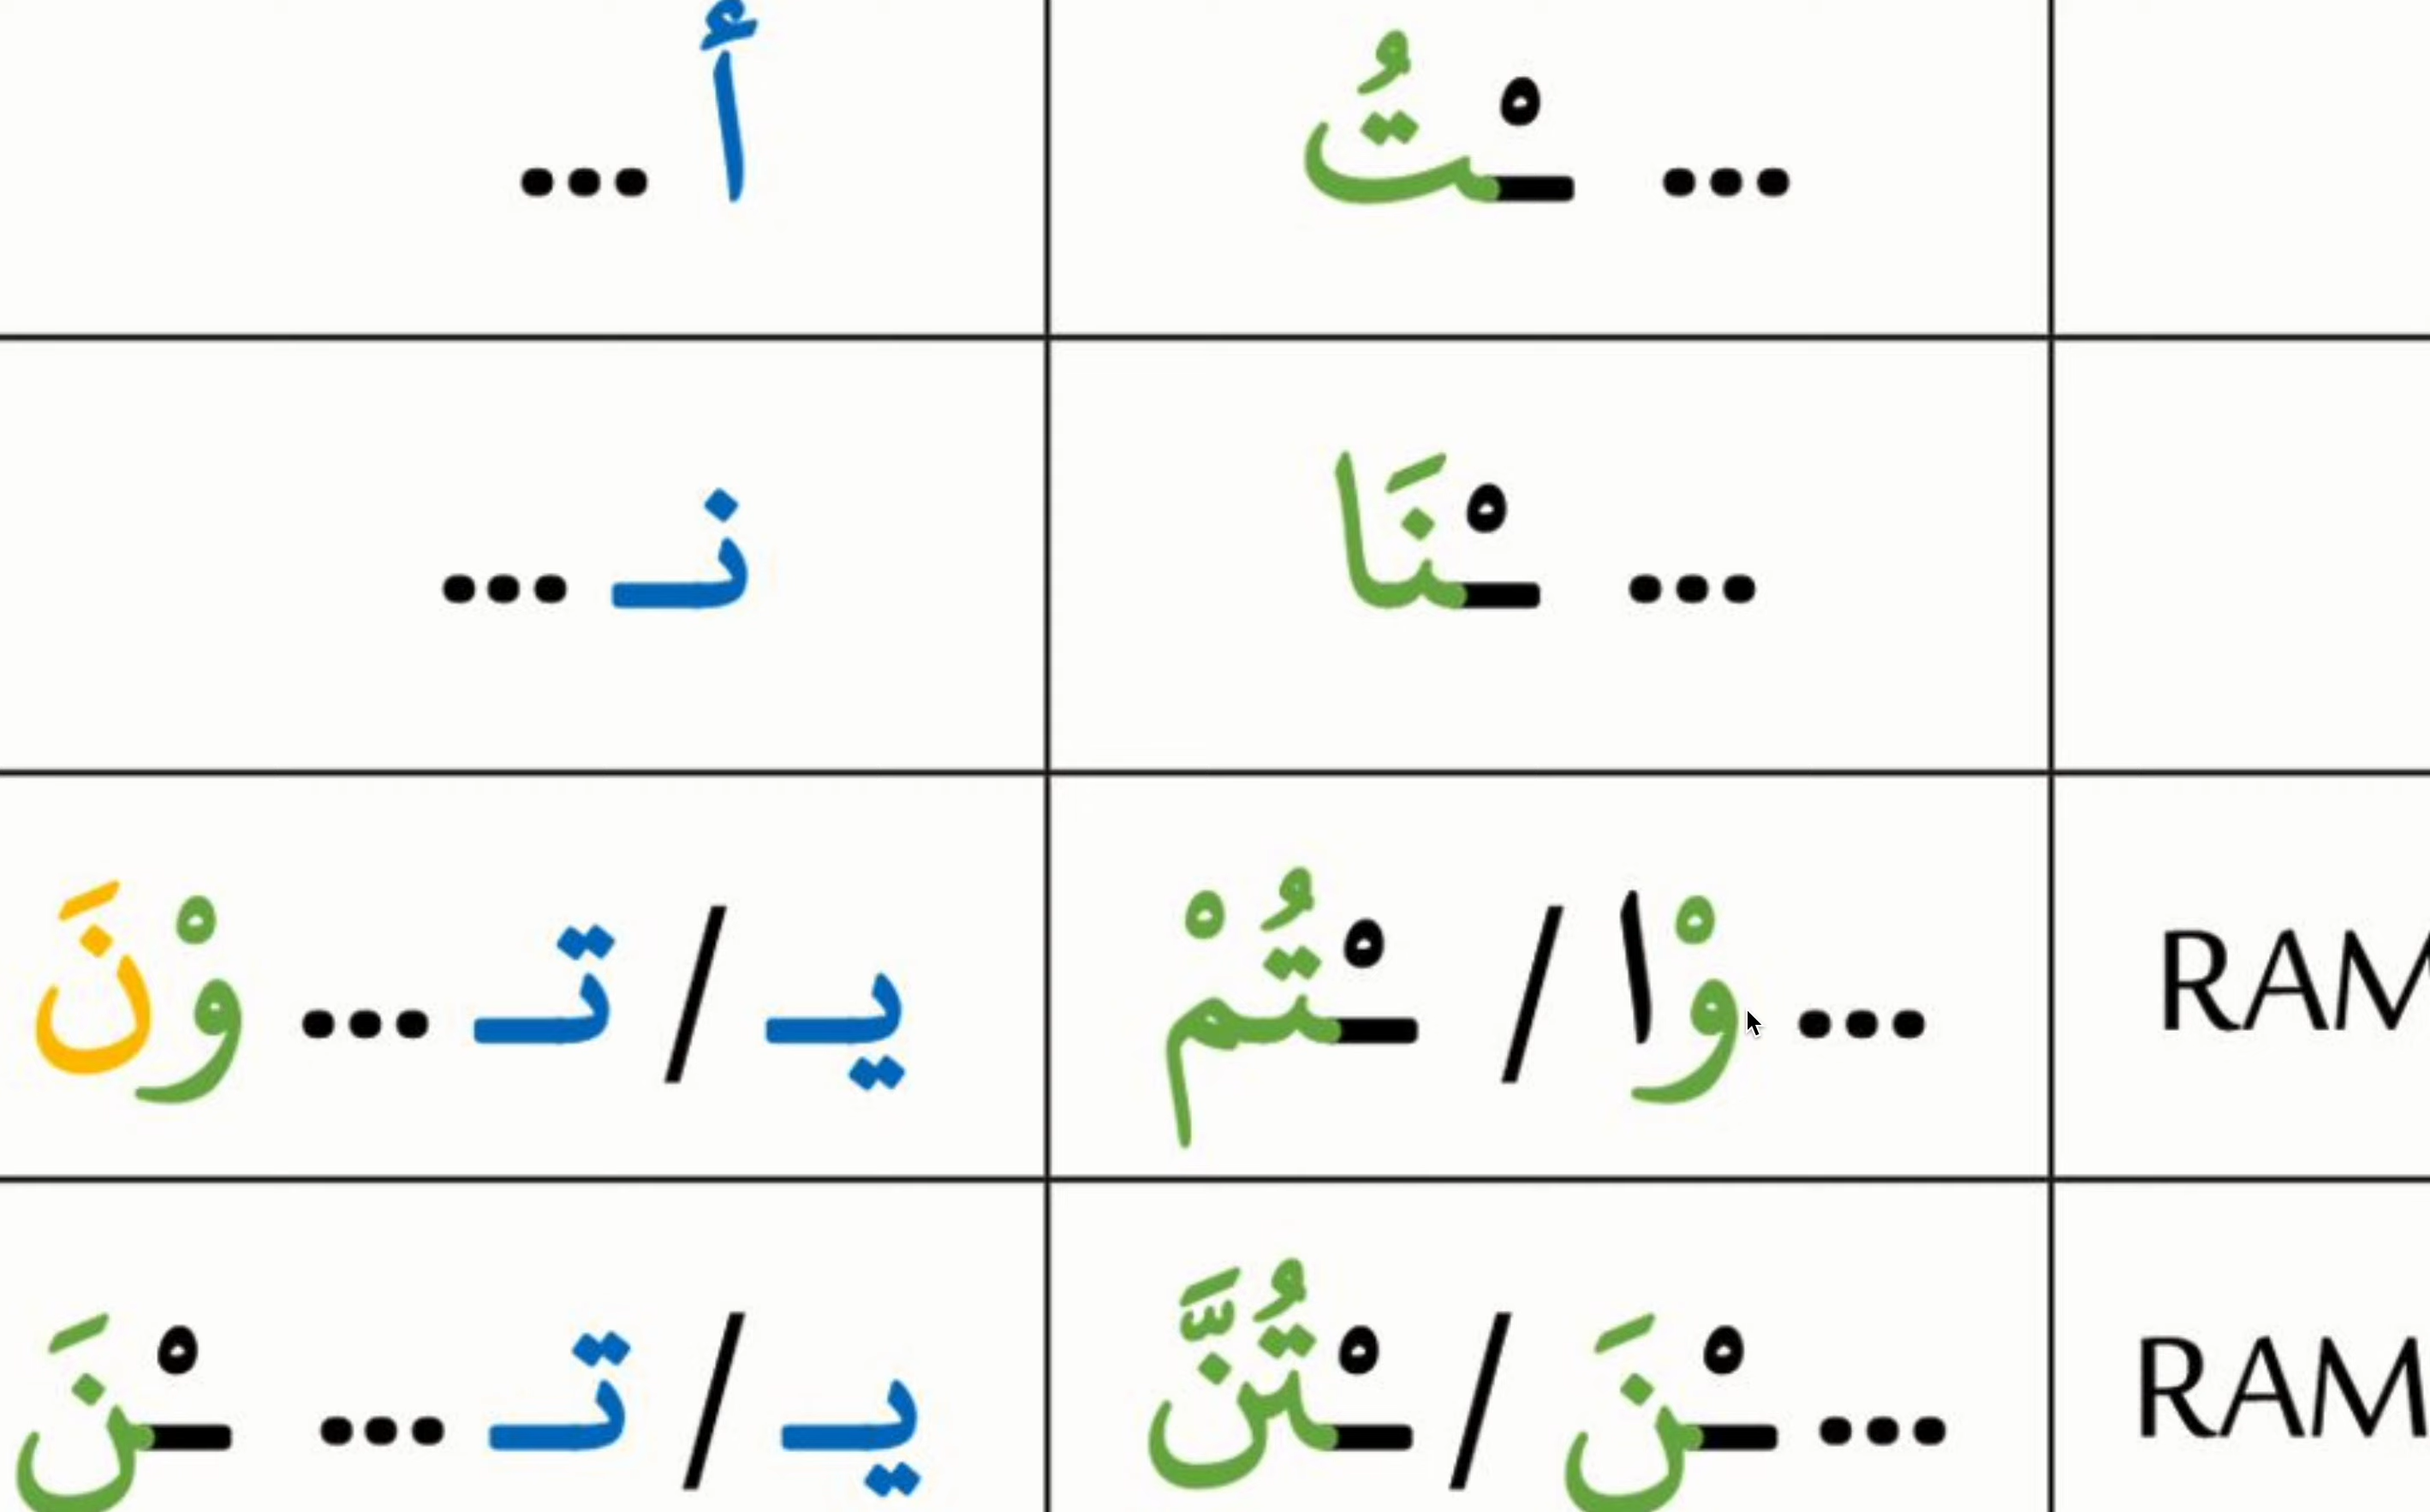 ... ـْتُ أ ...
... ـْنَا نـ ...
RAM ... وْا / ـْتُمْ يـ / تـ ... وْنَ
RAM ... ـْنَ / ـْتُنَّ يـ / تـ ... ـْنَ